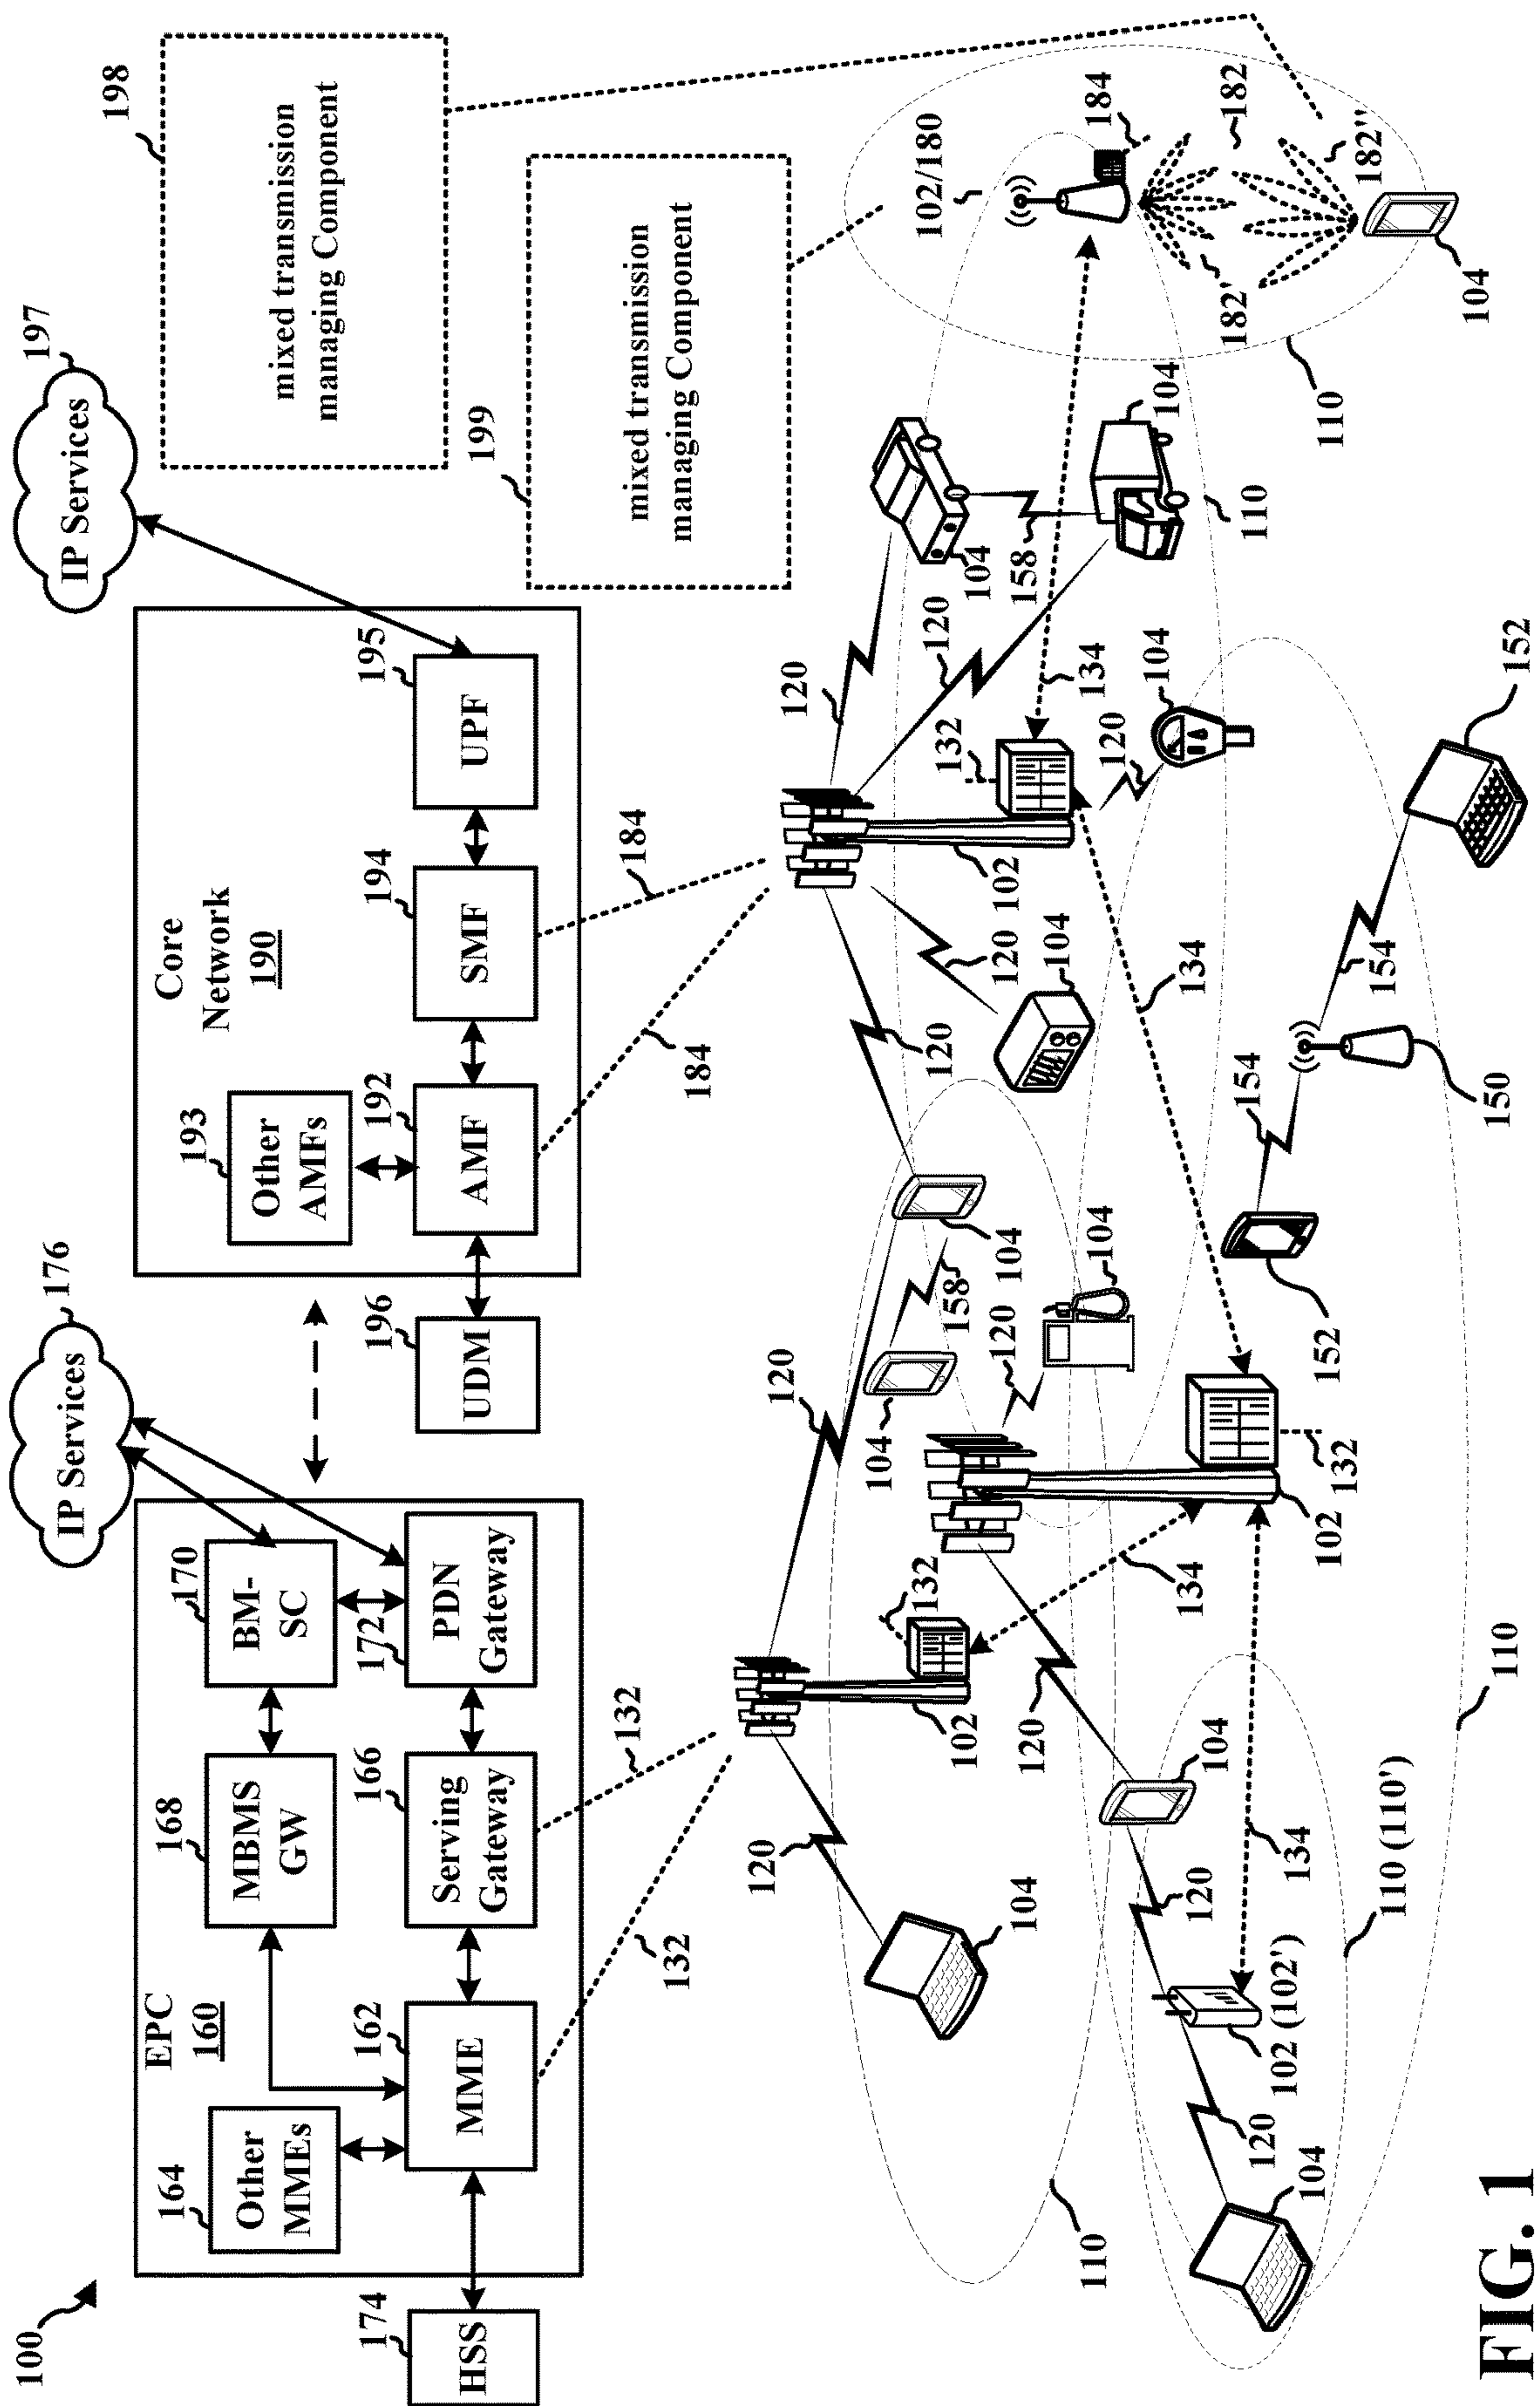 100
EPC
160
164
Other
MMEs
174
HSS
162
MME
168
MBMS
GW
166
Serving
Gateway
170
BM-
SC
172
PDN
Gateway
IP Services
176
Core
Network
190
193
Other
AMFs
196
UDM
192
AMF
194
SMF
195
UPF
IP Services
197
198
mixed transmission
managing Component
199
mixed transmission
managing Component
132
132
184
184
120
104
110
102
132
120
120
104
104
158
120
104
120
120
104
102
132
120
120
104
158
104
110
134
120
104
102/180
184
182
182'
182''
104
110
134
134
102
132
120
104
120
102 (102')
120
104
134
110 (110')
110
152
154
150
154
152
FIG. 1